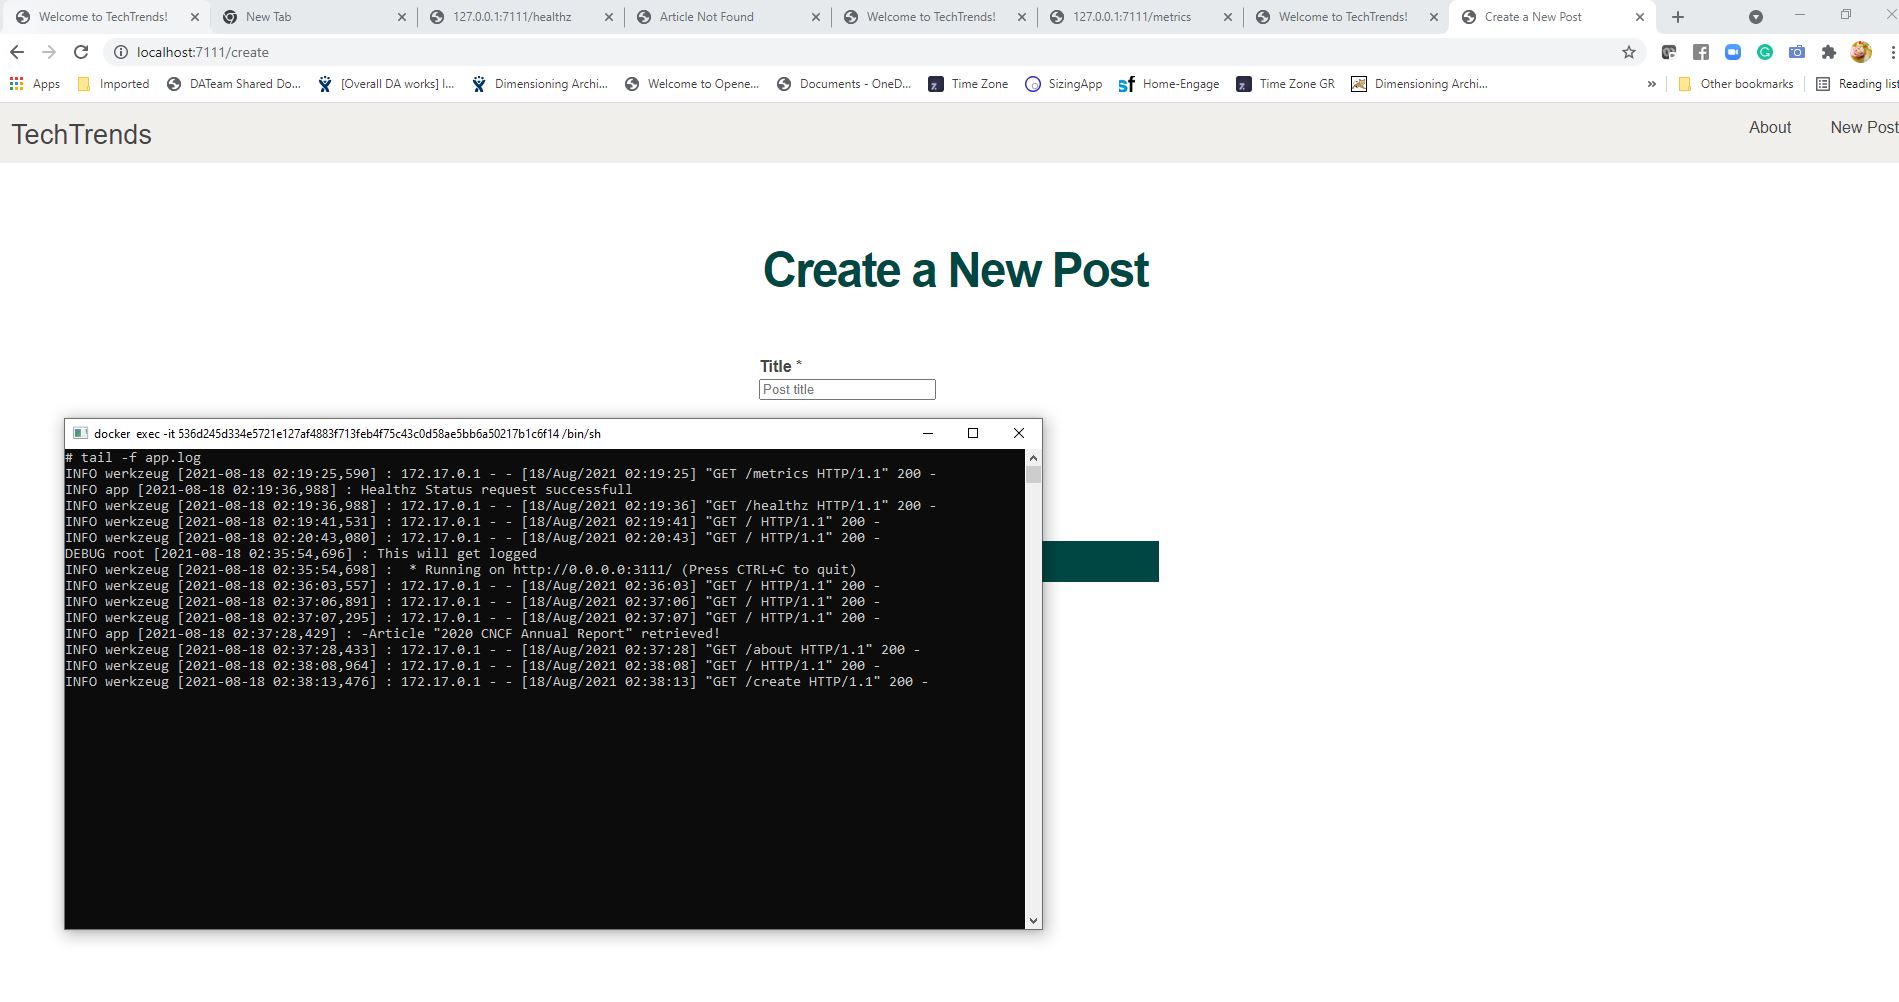 Welcome to TechTrends!
New Tab
127.0.0.1:7111/healthz
Article Not Found
Welcome to TechTrends!
127.0.0.1:7111/metrics
Welcome to TechTrends!
Create a New Post
localhost:7111/create
Apps
Imported
DATeam Shared Do...
[Overall DA works] I...
Dimensioning Archi...
Welcome to Opene...
Documents - OneD...
Time Zone
SizingApp
Home-Engage
Time Zone GR
Dimensioning Archi...
»
Other bookmarks
Reading list
TechTrends
About
New Post
Create a New Post
Title *
Post title
docker  exec -it 536d245d334e5721e127af4883f713feb4f75c43c0d58ae5bb6a50217b1c6f14 /bin/sh
# tail -f app.log
INFO werkzeug [2021-08-18 02:19:25,590] : 172.17.0.1 - - [18/Aug/2021 02:19:25] "GET /metrics HTTP/1.1" 200 -
INFO app [2021-08-18 02:19:36,988] : Healthz Status request successfull
INFO werkzeug [2021-08-18 02:19:36,988] : 172.17.0.1 - - [18/Aug/2021 02:19:36] "GET /healthz HTTP/1.1" 200 -
INFO werkzeug [2021-08-18 02:19:41,531] : 172.17.0.1 - - [18/Aug/2021 02:19:41] "GET / HTTP/1.1" 200 -
INFO werkzeug [2021-08-18 02:20:43,080] : 172.17.0.1 - - [18/Aug/2021 02:20:43] "GET / HTTP/1.1" 200 -
DEBUG root [2021-08-18 02:35:54,696] : This will get logged
INFO werkzeug [2021-08-18 02:35:54,698] :  * Running on http://0.0.0.0:3111/ (Press CTRL+C to quit)
INFO werkzeug [2021-08-18 02:36:03,557] : 172.17.0.1 - - [18/Aug/2021 02:36:03] "GET / HTTP/1.1" 200 -
INFO werkzeug [2021-08-18 02:37:06,891] : 172.17.0.1 - - [18/Aug/2021 02:37:06] "GET / HTTP/1.1" 200 -
INFO werkzeug [2021-08-18 02:37:07,295] : 172.17.0.1 - - [18/Aug/2021 02:37:07] "GET / HTTP/1.1" 200 -
INFO app [2021-08-18 02:37:28,429] : -Article "2020 CNCF Annual Report" retrieved!
INFO werkzeug [2021-08-18 02:37:28,433] : 172.17.0.1 - - [18/Aug/2021 02:37:28] "GET /about HTTP/1.1" 200 -
INFO werkzeug [2021-08-18 02:38:08,964] : 172.17.0.1 - - [18/Aug/2021 02:38:08] "GET / HTTP/1.1" 200 -
INFO werkzeug [2021-08-18 02:38:13,476] : 172.17.0.1 - - [18/Aug/2021 02:38:13] "GET /create HTTP/1.1" 200 -